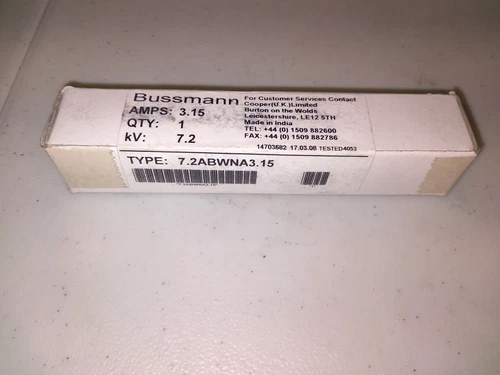 Bussmann
AMPS: 3.15
QTY: 1
kV: 7.2
For Customer Services Contact
Cooper(U.K.)Limited
Burton on the Wolds
Leicestershire, LE12 5TH
Made in India
TEL: +44 (0) 1509 882600
FAX: +44 (0) 1509 882786
14703682 17.03.08 TESTED4053
TYPE: 7.2ABWNA3.15